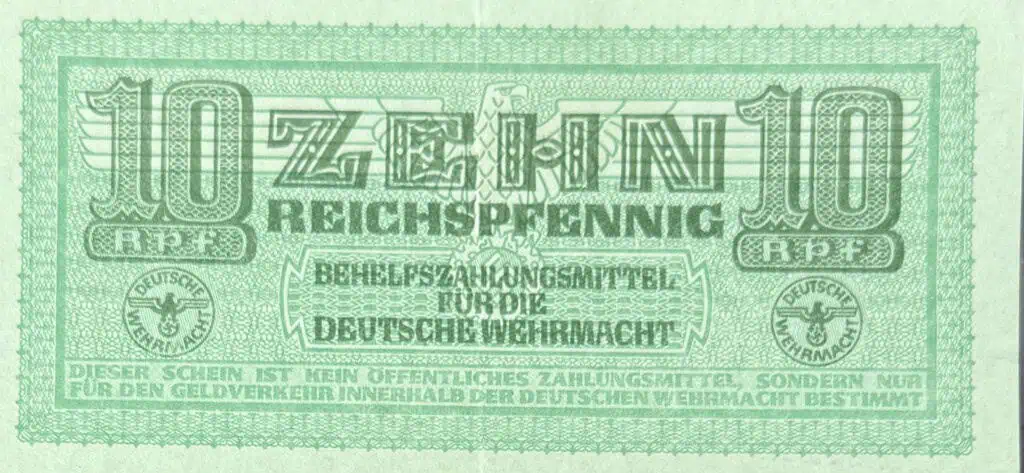 10 ZEHN 10
REICHSPFENNIG
Rpf Rpf
BEHELFSZAHLUNGSMITTEL
FÜR DIE
DEUTSCHE WEHRMACHT
DEUTSCHE WEHRMACHT
DEUTSCHE WEHRMACHT
DIESER SCHEIN IST KEIN ÖFFENTLICHES ZAHLUNGSMITTEL, SONDERN NUR
FÜR DEN GELDVERKEHR INNERHALB DER DEUTSCHEN WEHRMACHT BESTIMMT